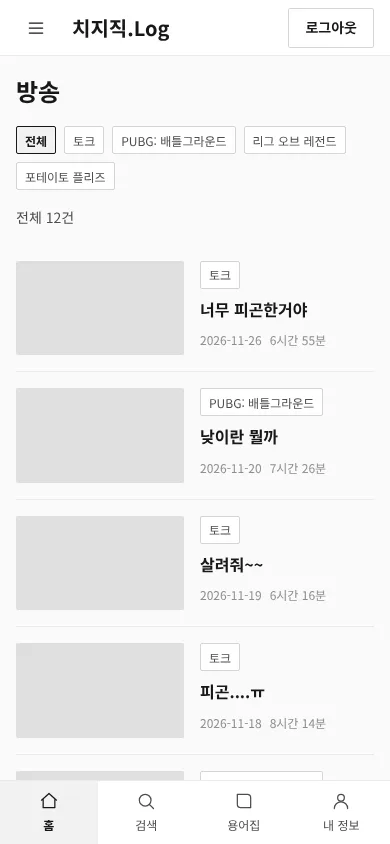 치지직.Log
로그아웃
방송
전체
토크
PUBG: 배틀그라운드
리그 오브 레전드
포테이토 플리즈
전체 12건
토크
너무 피곤한거야
2026-11-26 6시간 55분
PUBG: 배틀그라운드
낮이란 뭘까
2026-11-20 7시간 26분
토크
살려줘~~
2026-11-19 6시간 16분
토크
피곤....ㅠ
2026-11-18 8시간 14분
홈
검색
용어집
내 정보